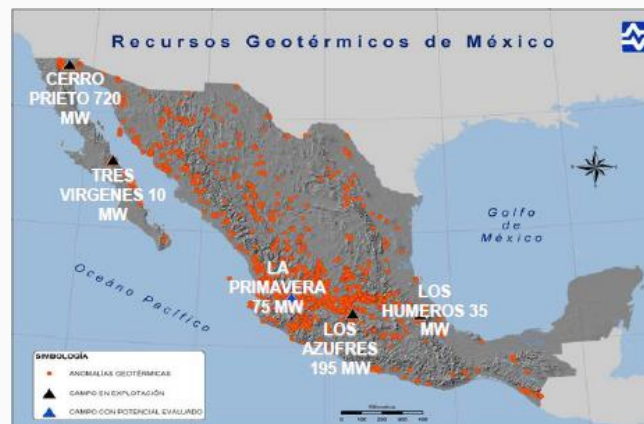 Recursos Geotérmicos de México
CERRO
PRIETO 720
MW
TRES
VIRGENES 10
MW
Golfo
de
México
LA
PRIMAVERA
75 MW
LOS
HUMEROS 35
MW
Océano Pacífico
LOS
AZUFRES
195 MW
SIMBOLOGÍA
ANOMALÍAS GEOTÉRMICAS
CAMPO EN EXPLOTACIÓN
CAMPO CON POTENCIAL EVALUADO